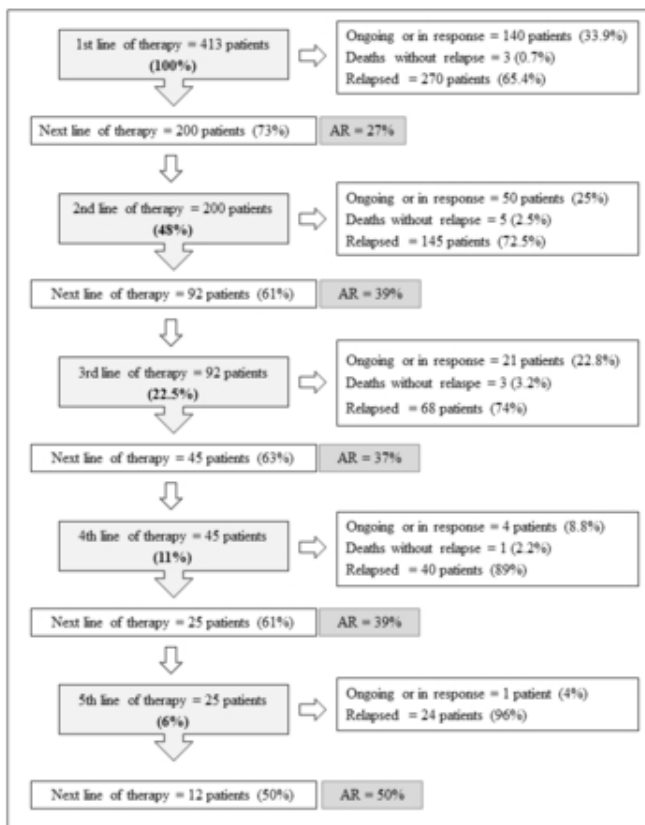 1st line of therapy = 413 patients
(100%)
Ongoing or in response = 140 patients (33.9%)
Deaths without relapse = 3 (0.7%)
Relapsed = 270 patients (65.4%)
Next line of therapy = 200 patients (73%)
AR = 27%
2nd line of therapy = 200 patients
(48%)
Ongoing or in response = 50 patients (25%)
Deaths without relapse = 5 (2.5%)
Relapsed = 145 patients (72.5%)
Next line of therapy = 92 patients (61%)
AR = 39%
3rd line of therapy = 92 patients
(22.5%)
Ongoing or in response = 21 patients (22.8%)
Deaths without relaspe = 3 (3.2%)
Relapsed = 68 patients (74%)
Next line of therapy = 45 patients (63%)
AR = 37%
4th line of therapy = 45 patients
(11%)
Ongoing or in response = 4 patients (8.8%)
Deaths without relapse = 1 (2.2%)
Relapsed = 40 patients (89%)
Next line of therapy = 25 patients (61%)
AR = 39%
5th line of therapy = 25 patients
(6%)
Ongoing or in response = 1 patient (4%)
Relapsed = 24 patients (96%)
Next line of therapy = 12 patients (50%)
AR = 50%